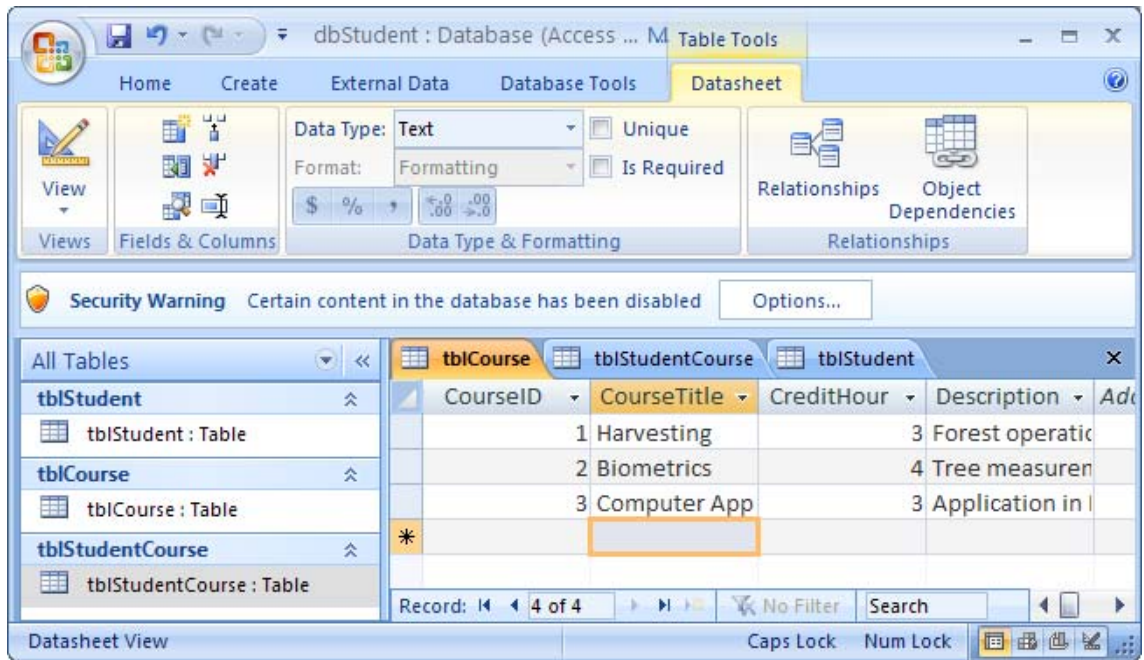 dbStudent : Database (Access ... M Table Tools
Home Create External Data Database Tools Datasheet
View
Views
Fields & Columns
Data Type: Text
Format: Formatting
$ % , .00 .00
Unique
Is Required
Data Type & Formatting
Relationships
Object Dependencies
Relationships
Security Warning Certain content in the database has been disabled Options...
All Tables
tblStudent
tblStudent : Table
tblCourse
tblCourse : Table
tblStudentCourse
tblStudentCourse : Table
tblCourse tblStudentCourse tblStudent
CourseID CourseTitle CreditHour Description Add
1 Harvesting 3 Forest operatic
2 Biometrics 4 Tree measuren
3 Computer App 3 Application in
Record: 4 of 4 No Filter Search
Datasheet View Caps Lock Num Lock